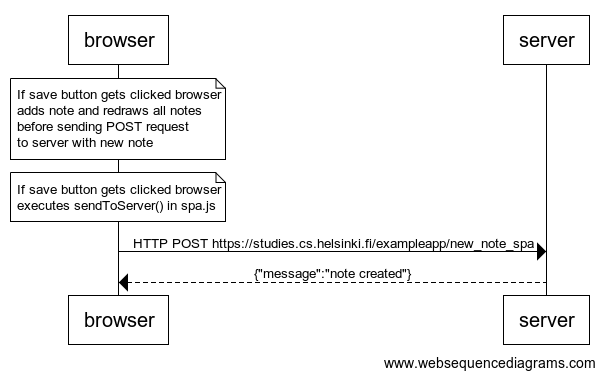 browser
server
If save button gets clicked browser
adds note and redraws all notes
before sending POST request
to server with new note
If save button gets clicked browser
executes sendToServer() in spa.js
HTTP POST https://studies.cs.helsinki.fi/exampleapp/new_note_spa
{"message":"note created"}
browser
server
www.websequencediagrams.com